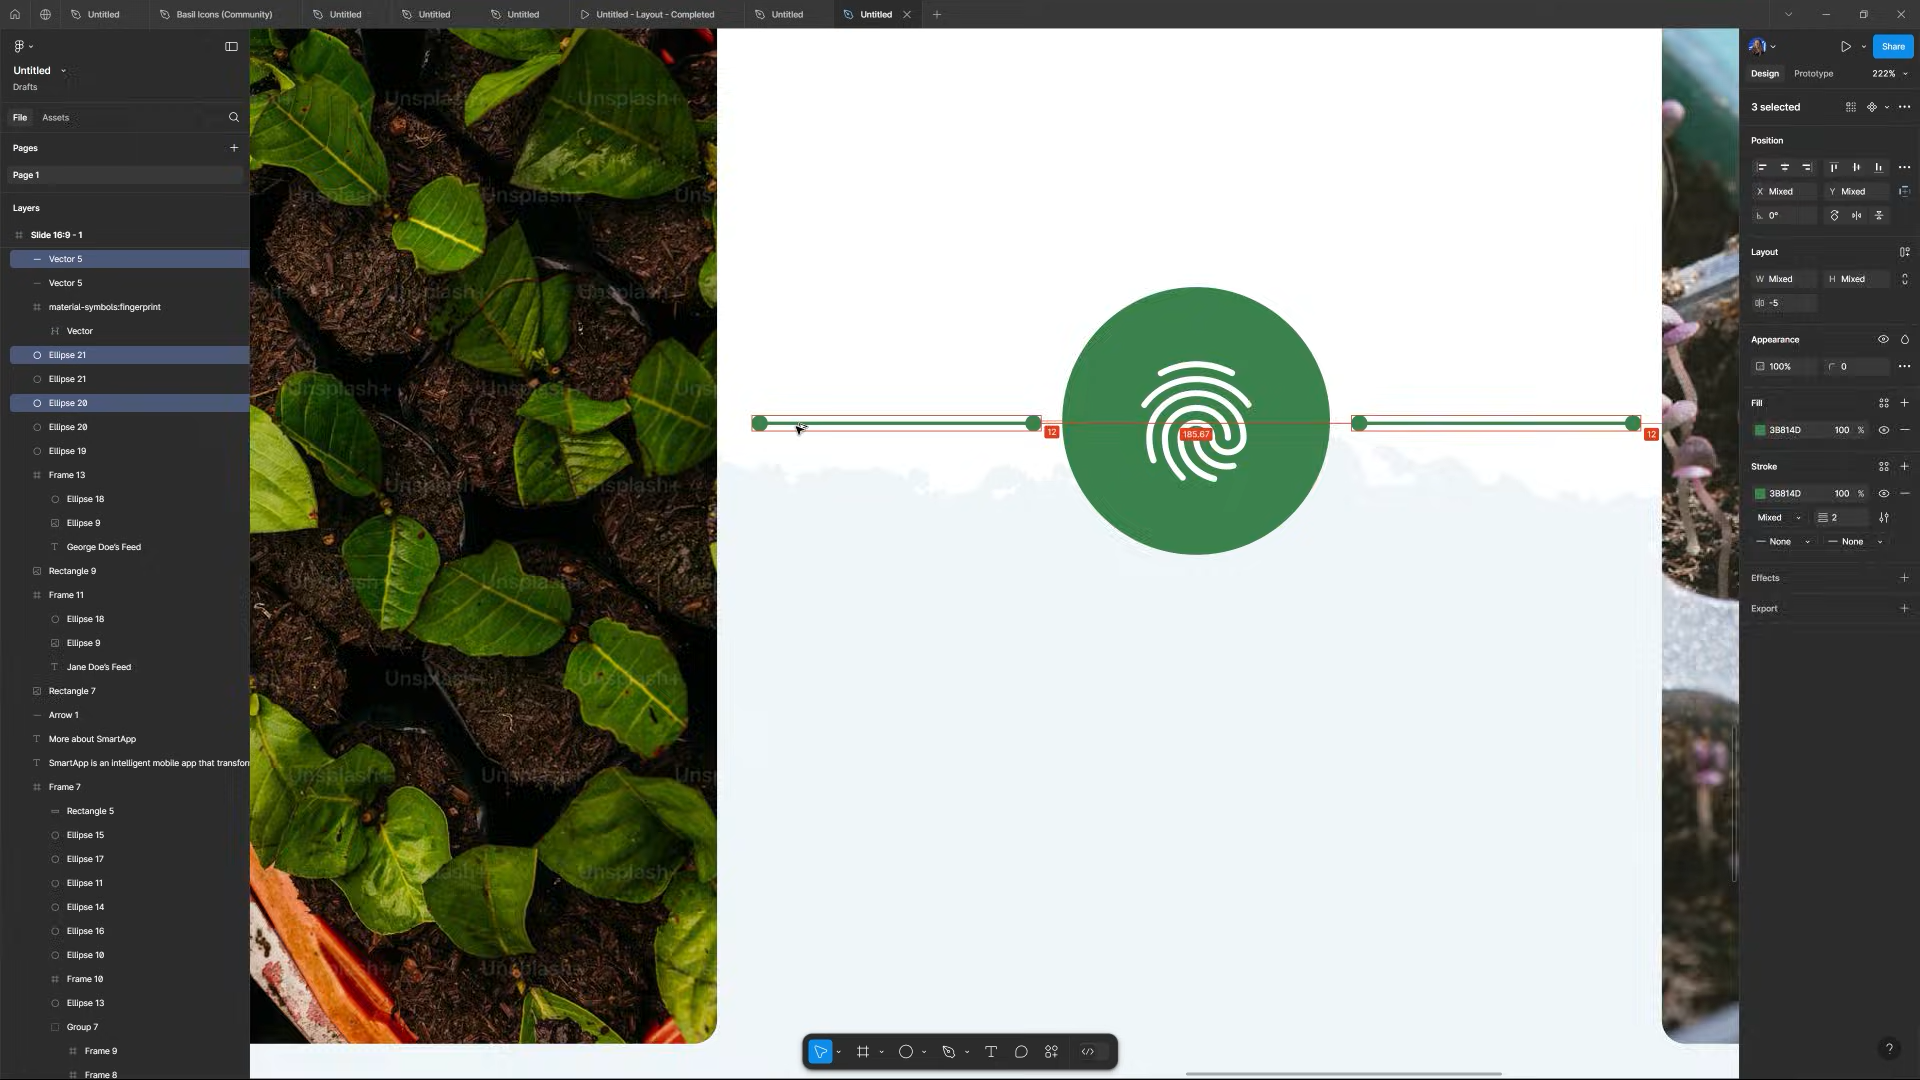 Untitled
Basil Icons (Community)
Untitled
Untitled
Untitled
Untitled - Layout - Completed
Untitled
Untitled
Untitled
Drafts
File
Assets
Pages
Page 1
Layers
Slide 16:9 - 1
Vector 5
Vector 5
material-symbols:fingerprint
Vector
Ellipse 21
Ellipse 21
Ellipse 20
Ellipse 20
Ellipse 19
Frame 13
Ellipse 18
Ellipse 9
George Doe's Feed
Rectangle 9
Frame 11
Ellipse 18
Ellipse 9
Jane Doe's Feed
Rectangle 7
Arrow 1
More about SmartApp
SmartApp is an intelligent mobile app that transfor
Frame 7
Rectangle 5
Ellipse 15
Ellipse 17
Ellipse 11
Ellipse 14
Ellipse 16
Ellipse 10
Frame 10
Ellipse 13
Group 7
Frame 9
Frame 8
Unsplash+
12
185.67
12
Share
Design
Prototype
222%
3 selected
Position
X Mixed
Y Mixed
0°
Layout
W Mixed
H Mixed
-5
Appearance
100%
0
Fill
3B814D
100 %
Stroke
3B814D
100 %
Mixed
2
None
None
Effects
Export
?